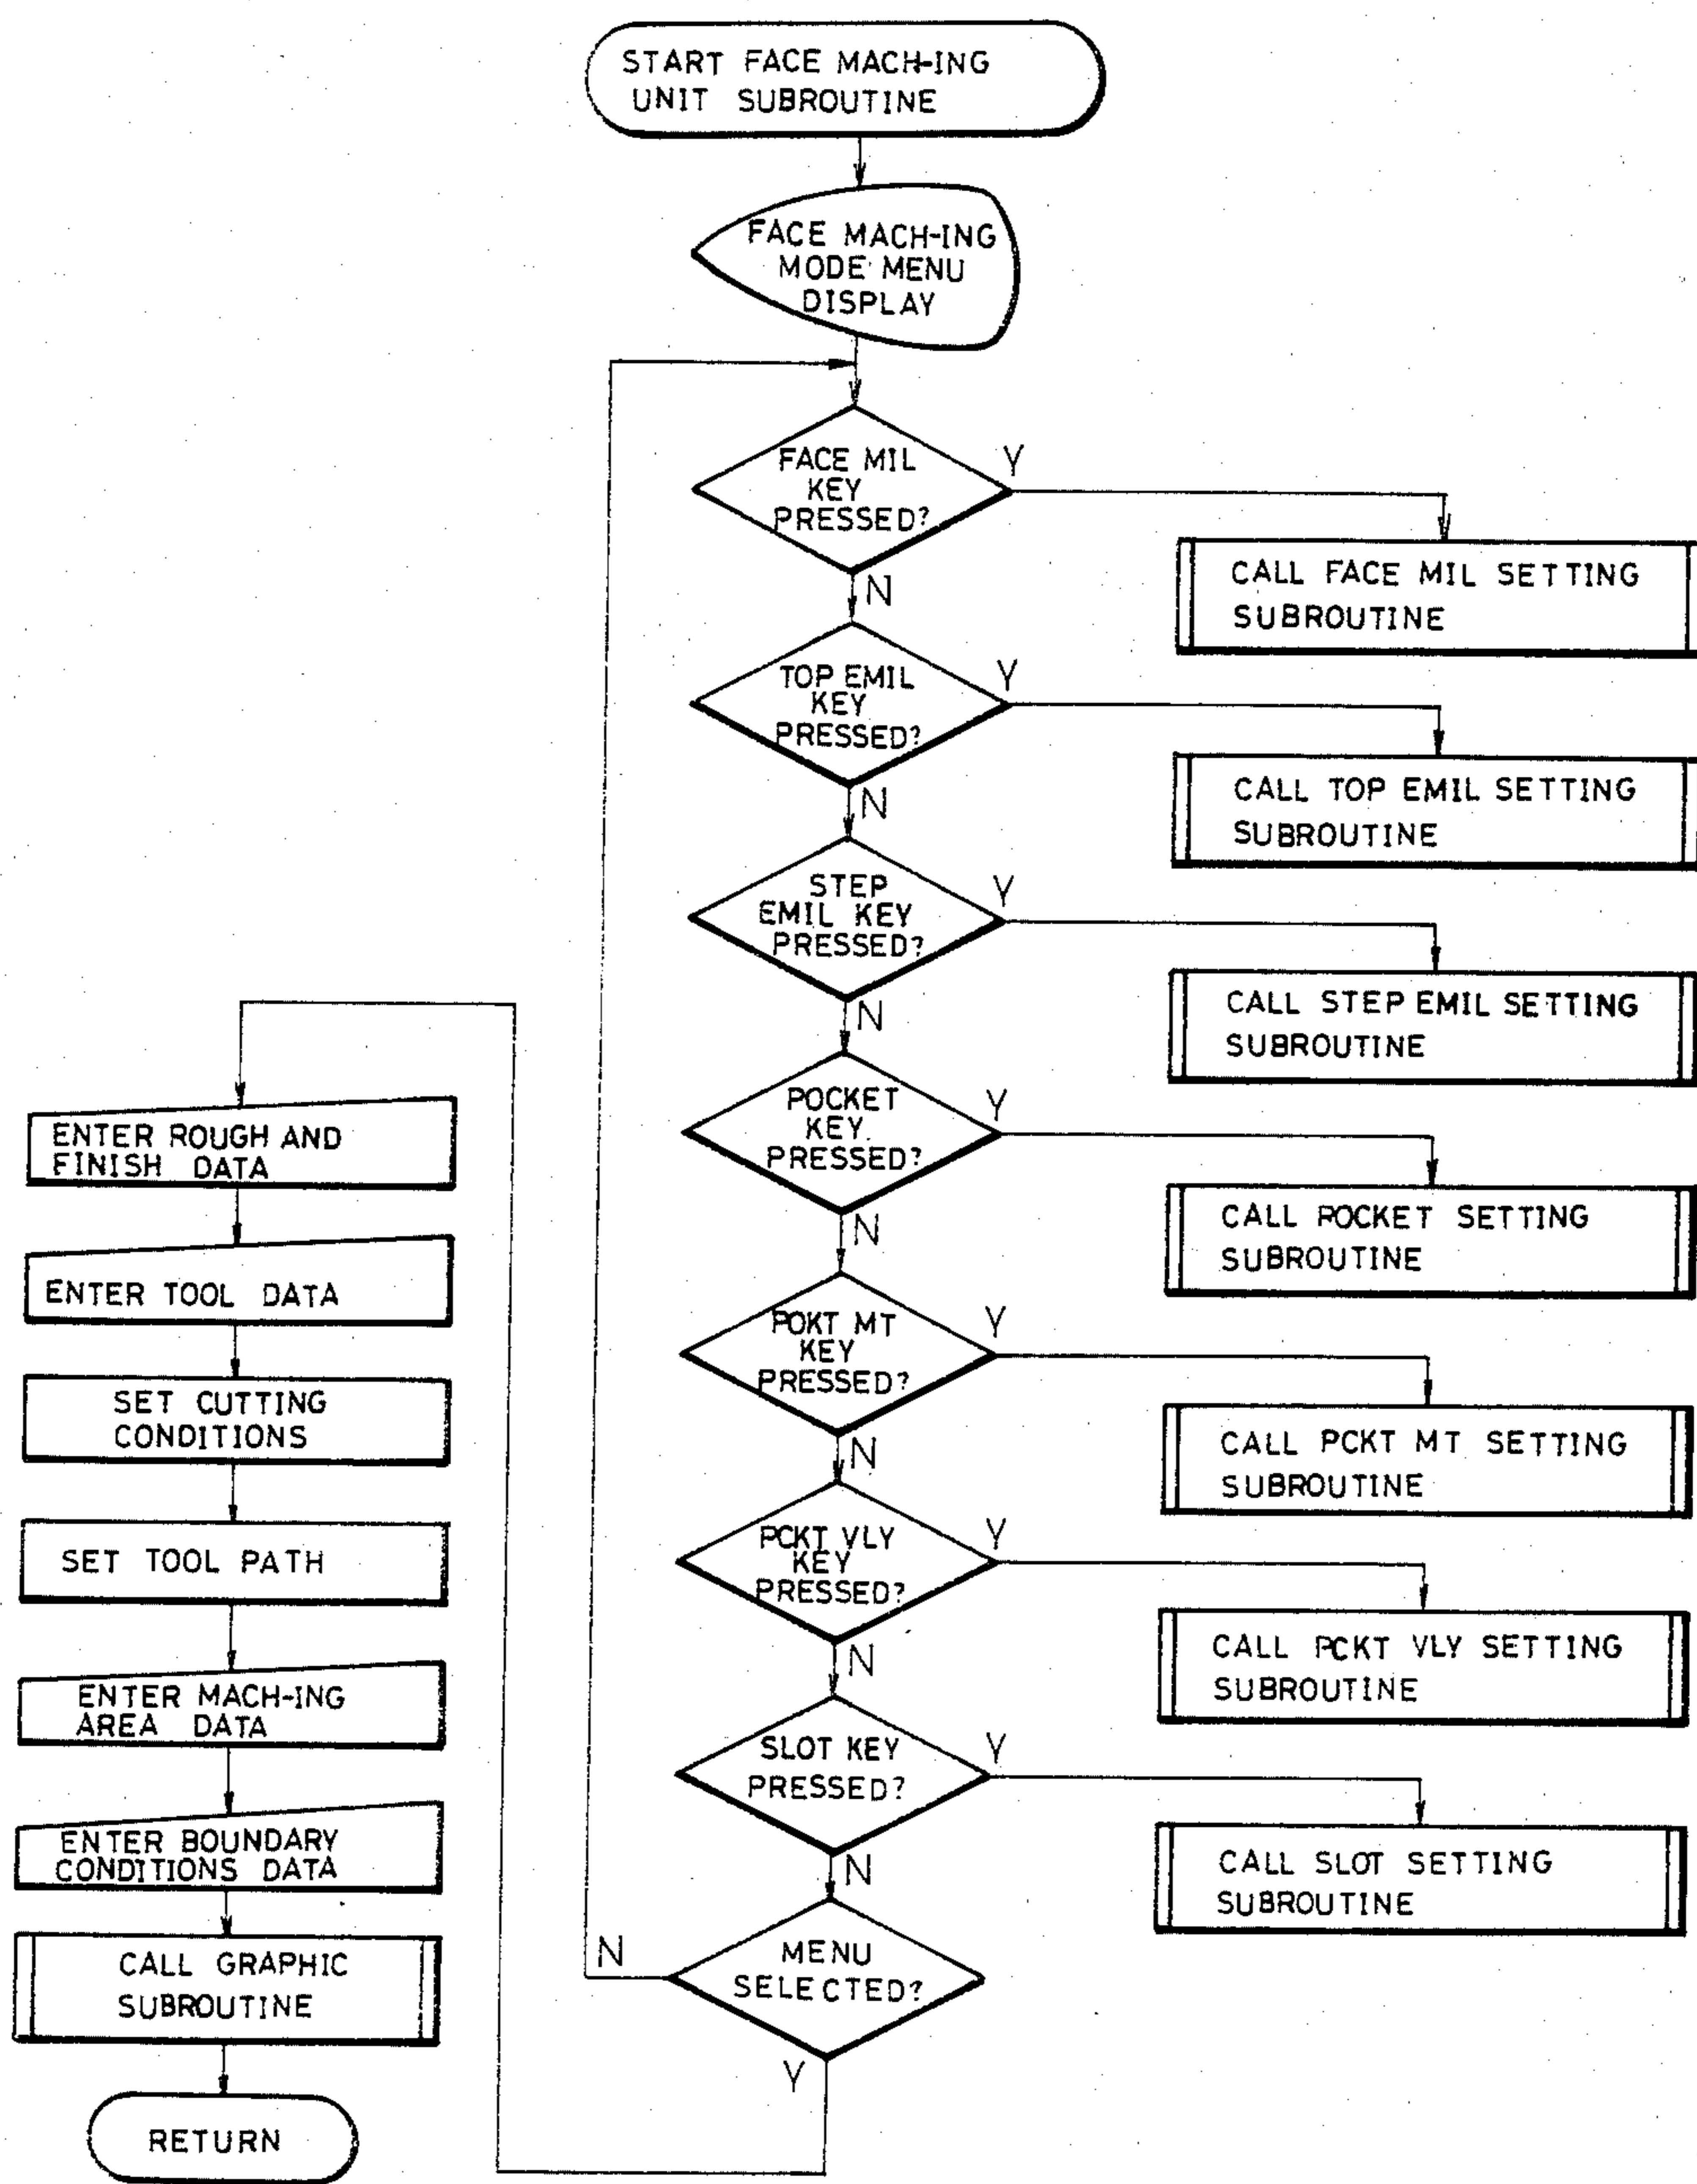 START FACE MACH-ING
UNIT SUBROUTINE
FACE MACH-ING
MODE MENU
DISPLAY
FACE MIL
KEY
PRESSED?
Y
N
CALL FACE MIL SETTING
SUBROUTINE
TOP EMIL
KEY
PRESSED?
Y
N
CALL TOP EMIL SETTING
SUBROUTINE
STEP
EMIL KEY
PRESSED?
Y
N
CALL STEP EMIL SETTING
SUBROUTINE
POCKET
KEY
PRESSED?
Y
N
CALL POCKET SETTING
SUBROUTINE
POKT MT
KEY
PRESSED?
Y
N
CALL PCKT MT SETTING
SUBROUTINE
PCKT VLY
KEY
PRESSED?
Y
N
CALL PCKT VLY SETTING
SUBROUTINE
SLOT KEY
PRESSED?
Y
N
CALL SLOT SETTING
SUBROUTINE
MENU
SELECTED?
N
Y
ENTER ROUGH AND
FINISH DATA
ENTER TOOL DATA
SET CUTTING
CONDITIONS
SET TOOL PATH
ENTER MACH-ING
AREA DATA
ENTER BOUNDARY
CONDITIONS DATA
CALL GRAPHIC
SUBROUTINE
RETURN